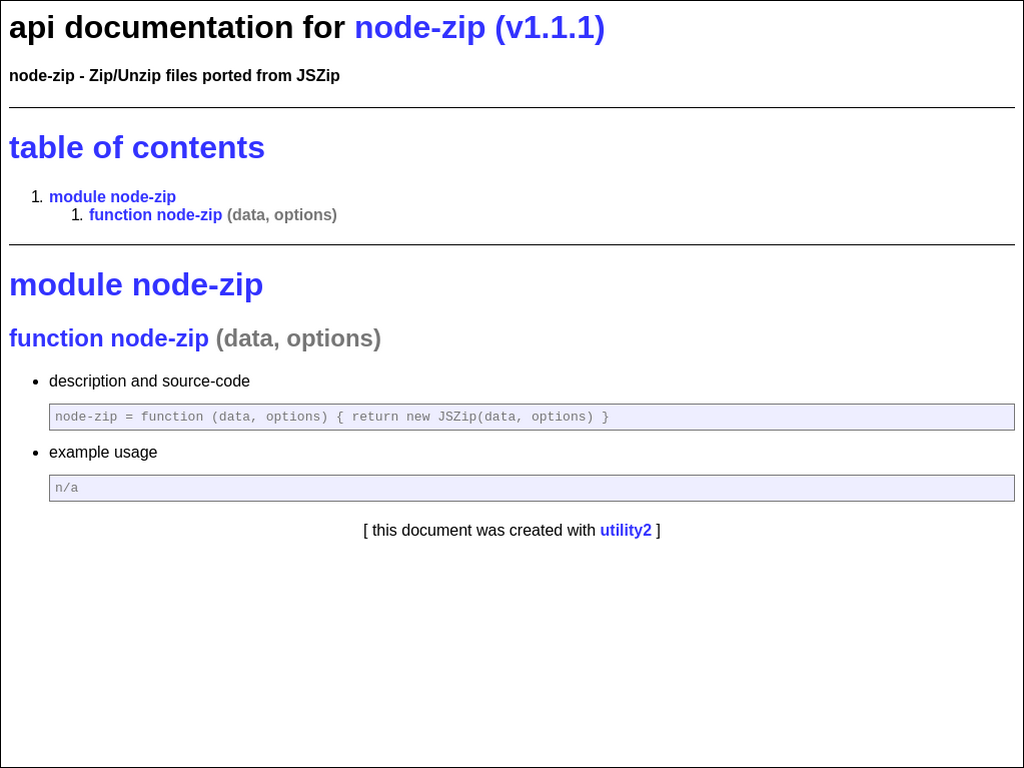 api documentation for node-zip (v1.1.1)
node-zip - Zip/Unzip files ported from JSZip
table of contents
1. module node-zip
1. function node-zip (data, options)
module node-zip
function node-zip (data, options)
• description and source-code
node-zip = function (data, options) { return new JSZip(data, options) }
• example usage
n/a
[ this document was created with utility2 ]